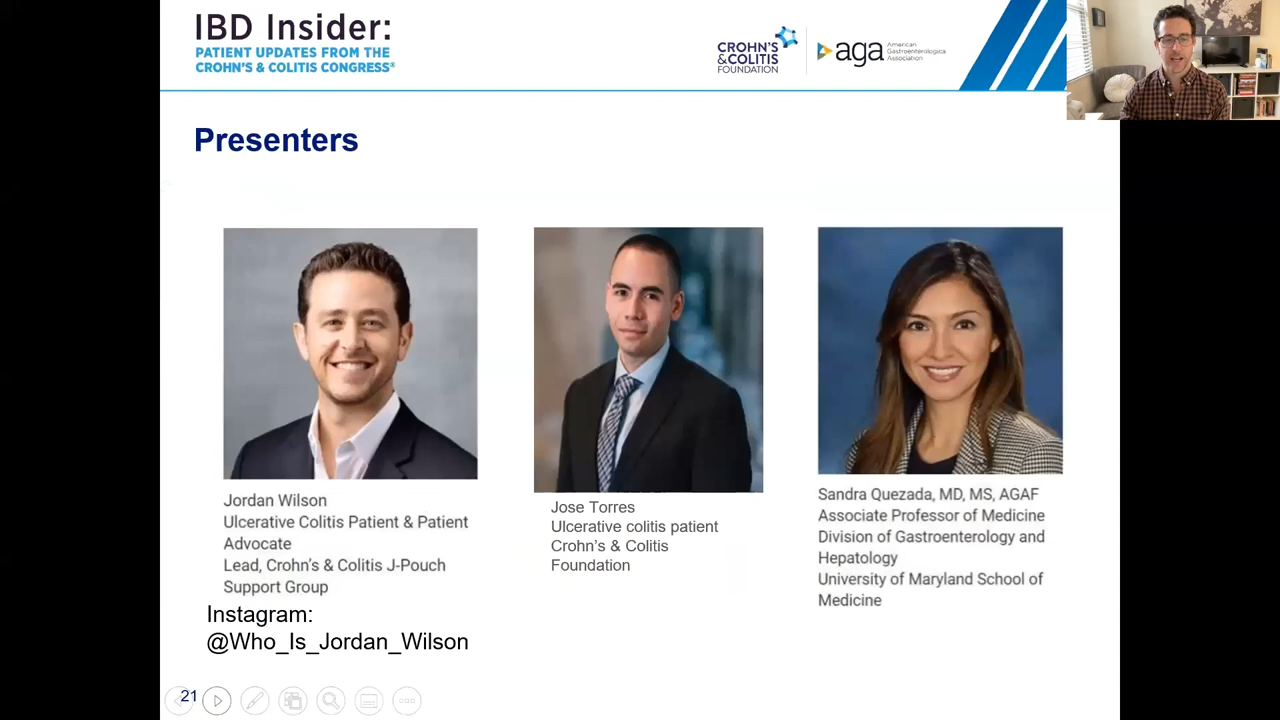 IBD Insider:
PATIENT UPDATES FROM THE
CROHN'S & COLITIS CONGRESS®
CROHN'S
& COLITIS
FOUNDATION
aga
American
Gastroenterological
Association
Presenters
Jordan Wilson
Ulcerative Colitis Patient & Patient
Advocate
Lead, Crohn's & Colitis J-Pouch
Support Group
Instagram:
@Who_Is_Jordan_Wilson
Jose Torres
Ulcerative colitis patient
Crohn's & Colitis
Foundation
Sandra Quezada, MD, MS, AGAF
Associate Professor of Medicine
Division of Gastroenterology and
Hepatology
University of Maryland School of
Medicine
21